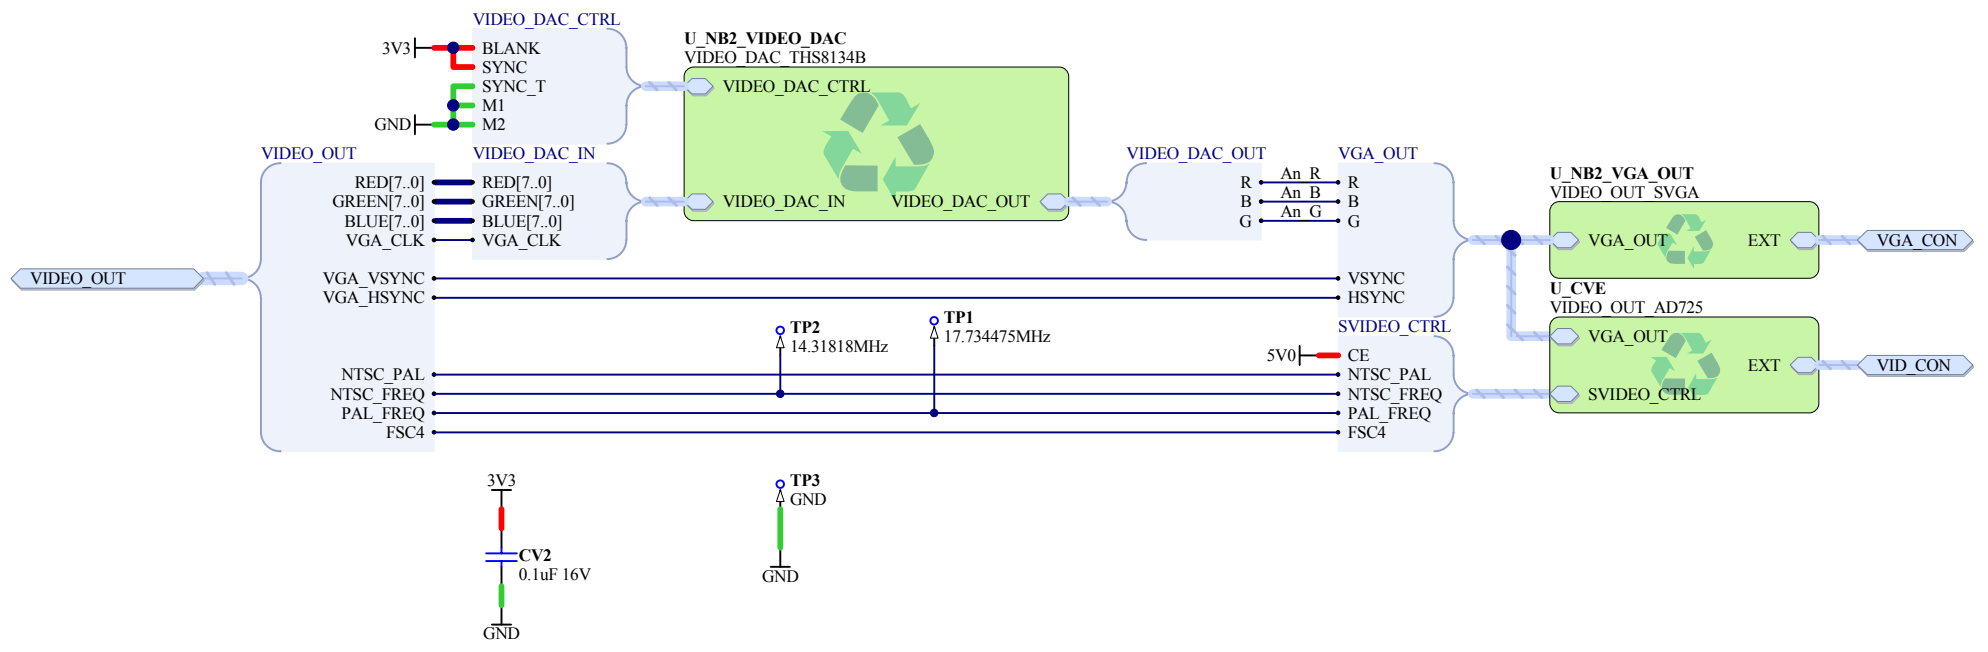 VIDEO_DAC_CTRL
3V3
BLANK
SYNC
SYNC_T
M1
GND
M2
U_NB2_VIDEO_DAC
VIDEO_DAC_THS8134B
VIDEO_DAC_CTRL
VIDEO_DAC_IN
VIDEO_DAC_OUT
VIDEO_OUT
VIDEO_DAC_IN
RED[7..0]
RED[7..0]
GREEN[7..0]
GREEN[7..0]
BLUE[7..0]
BLUE[7..0]
VGA_CLK
VGA_CLK
VIDEO_OUT
VGA_VSYNC
VGA_HSYNC
NTSC_PAL
NTSC_FREQ
PAL_FREQ
FSC4
VIDEO_DAC_OUT
VGA_OUT
R
An_R
R
B
An_B
B
G
An_G
G
VSYNC
HSYNC
TP2
14.31818MHz
TP1
17.734475MHz
SVIDEO_CTRL
5V0
CE
NTSC_PAL
NTSC_FREQ
PAL_FREQ
FSC4
U_NB2_VGA_OUT
VIDEO_OUT_SVGA
VGA_OUT
EXT
VGA_CON
U_CVE
VIDEO_OUT_AD725
VGA_OUT
EXT
VID_CON
SVIDEO_CTRL
3V3
CV2
0.1uF 16V
GND
TP3
GND
GND